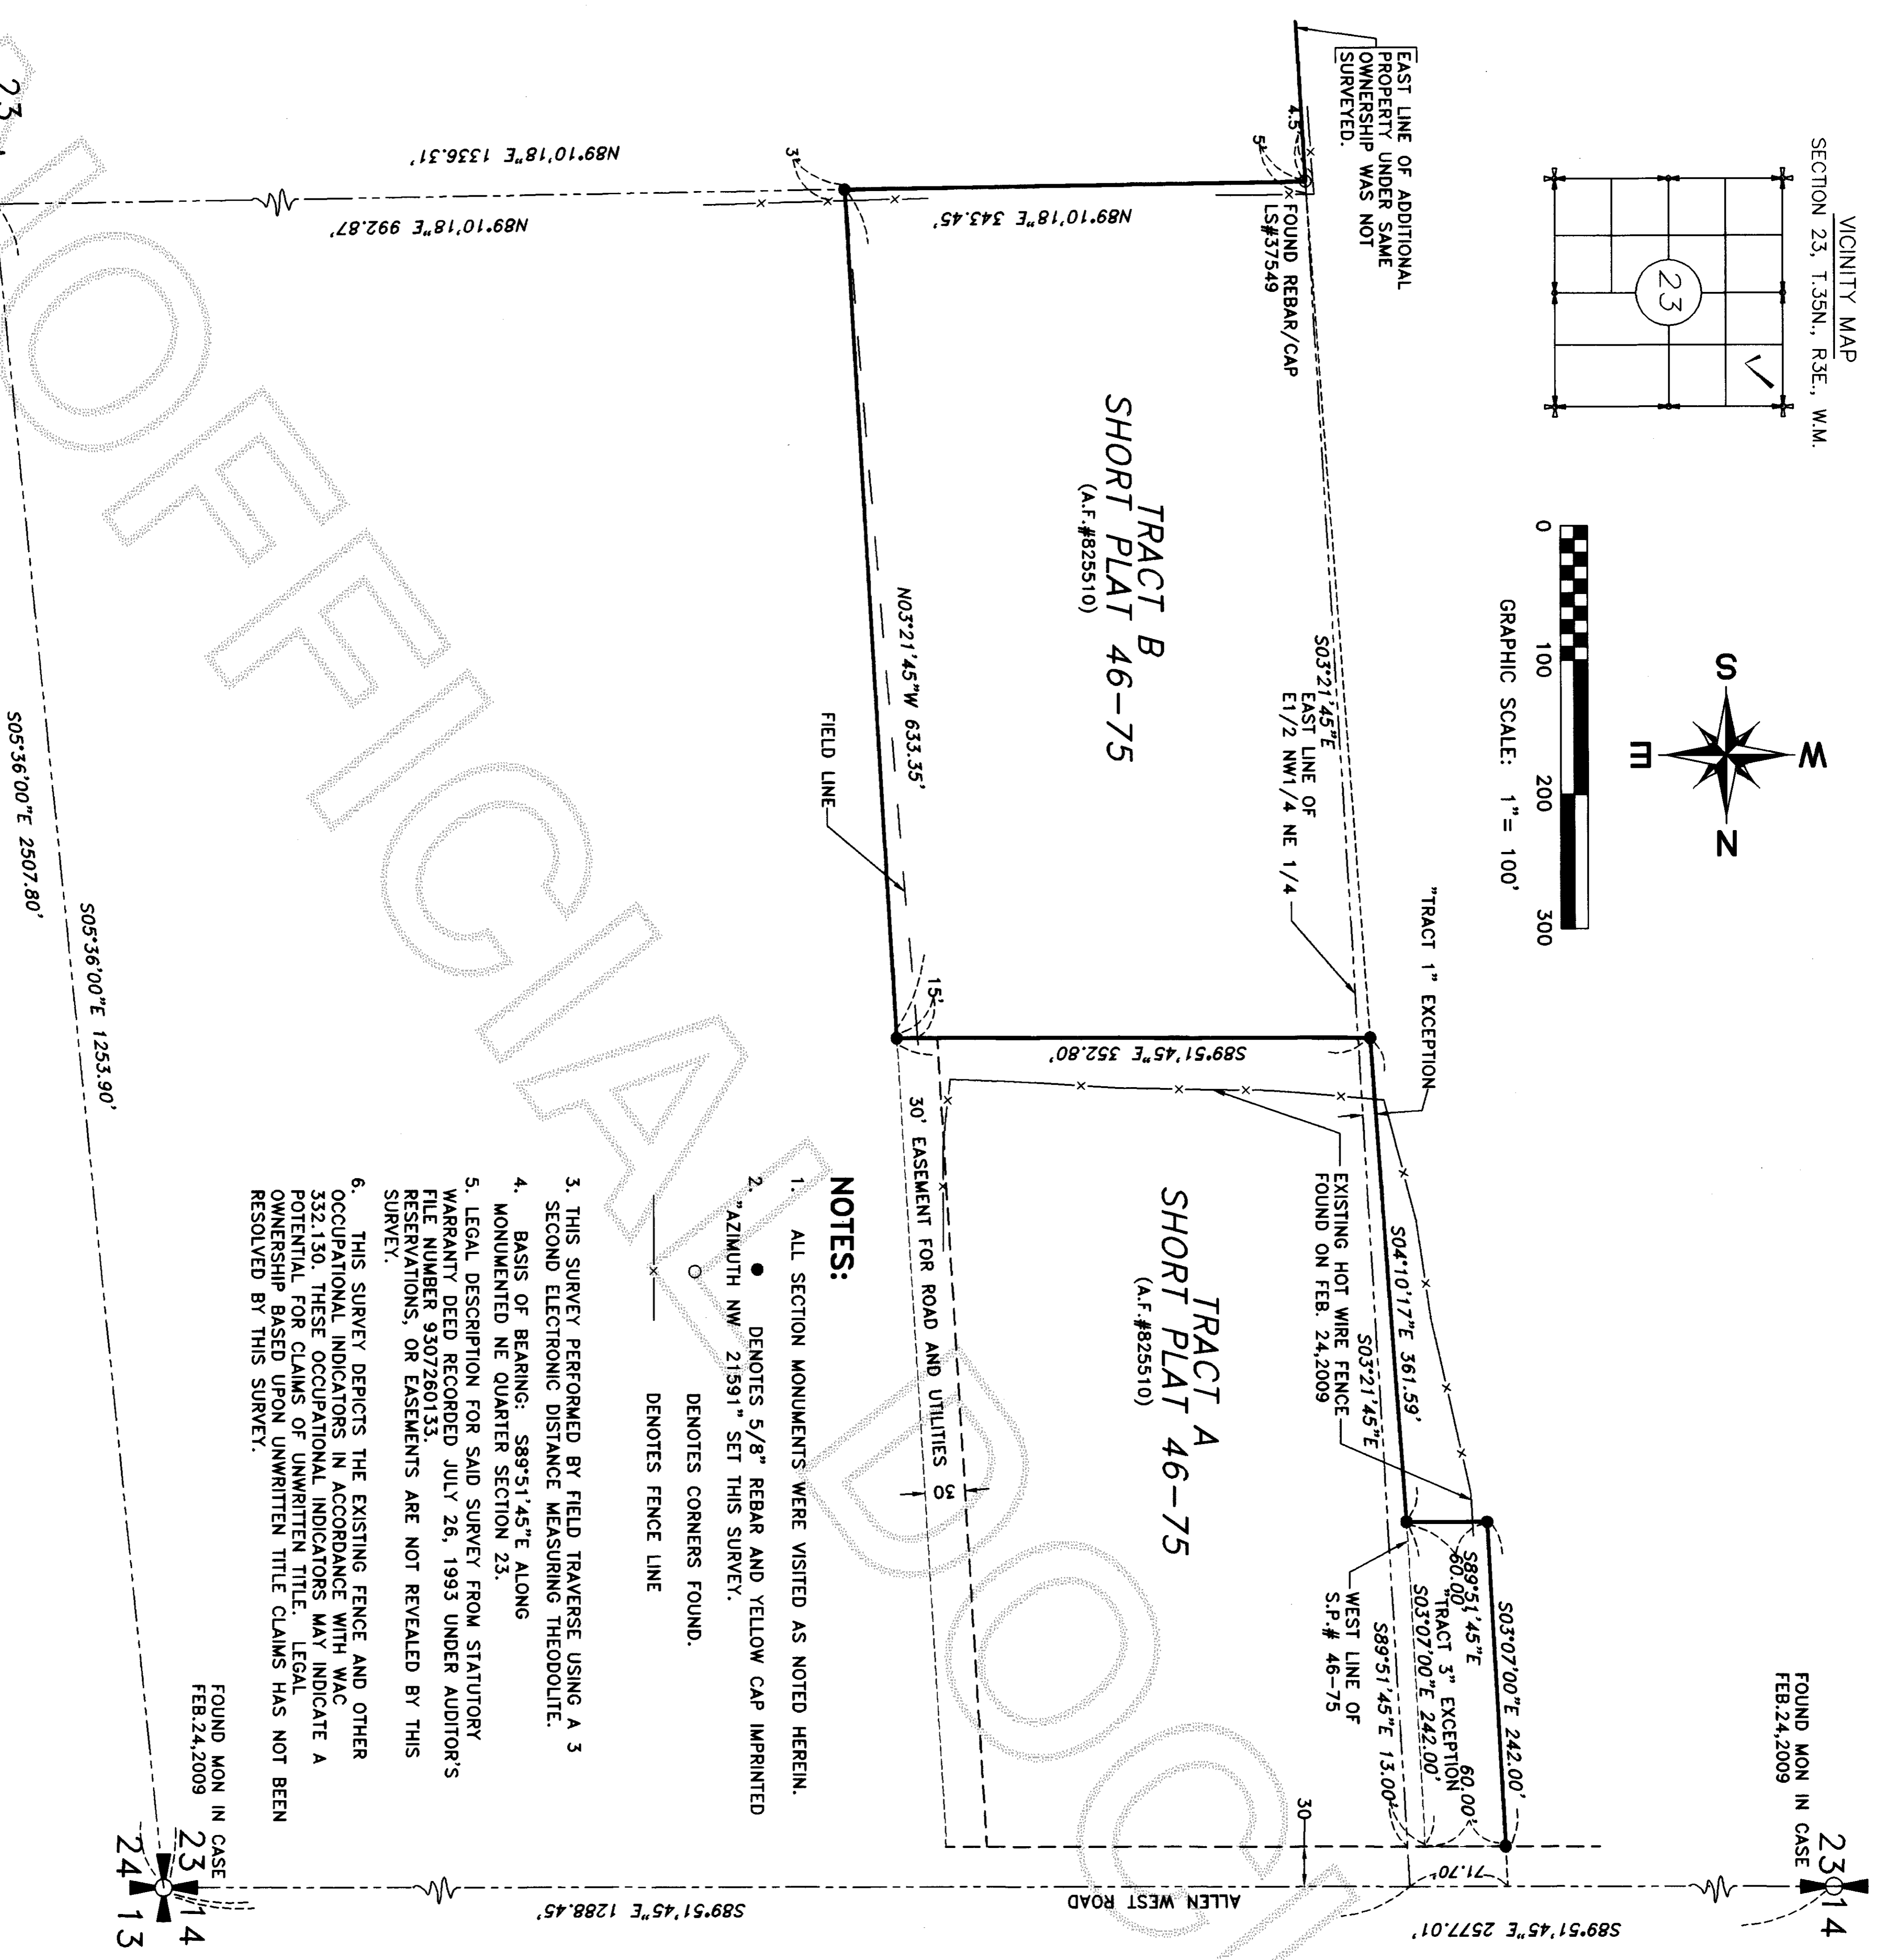 VICINITY MAP
SECTION 23, T.35N., R3E., W.M.
23
S
W
E
N
0 100 200 300
GRAPHIC SCALE: 1"= 100'
EAST LINE OF ADDITIONAL
PROPERTY UNDER SAME
OWNERSHIP WAS NOT
SURVEYED.
4.5'
5'
FOUND REBAR/CAP
LS#37549
"TRACT 1" EXCEPTION
S03°21'45"E
EAST LINE OF
E1/2 NW1/4 NE 1/4
TRACT B
SHORT PLAT 46-75
(A.F.#825510)
N89°10'18"E 1336.31'
N89°10'18"E 992.87'
N89°10'18"E 343.45'
3'
N03°21'45"W 633.35'
FIELD LINE
15'
S89°51'45"E 352.80'
30' EASEMENT FOR ROAD AND UTILITIES
30
TRACT A
SHORT PLAT 46-75
(A.F.#825510)
EXISTING HOT WIRE FENCE
FOUND ON FEB. 24,2009
S04°10'17"E 361.59'
S03°21'45"E
WEST LINE OF
S.P.# 46-75
S03°07'00"E 242.00'
S89°51'45"E
60.00'
60.00'
"TRACT 3" EXCEPTION
S03°07'00"E 242.00'
S89°51'45"E 13.00'
30
71.70'
ALLEN WEST ROAD
S89°51'45"E 2577.01'
S89°51'45"E 1288.45'
FOUND MON IN CASE
FEB.24,2009
23 14
FOUND MON IN CASE
FEB.24,2009
23 14
24 13
23
S05°36'00"E 2507.80'
S05°36'00"E 1253.90'
NOTES:
1. ALL SECTION MONUMENTS WERE VISITED AS NOTED HEREIN.
2. ● DENOTES 5/8" REBAR AND YELLOW CAP IMPRINTED
"AZIMUTH NW 21591" SET THIS SURVEY.
○ DENOTES CORNERS FOUND.
x DENOTES FENCE LINE
3. THIS SURVEY PERFORMED BY FIELD TRAVERSE USING A 3
SECOND ELECTRONIC DISTANCE MEASURING THEODOLITE.
4. BASIS OF BEARING: S89°51'45"E ALONG
MONUMENTED NE QUARTER SECTION 23.
5. LEGAL DESCRIPTION FOR SAID SURVEY FROM STATUTORY
WARRANTY DEED RECORDED JULY 26, 1993 UNDER AUDITOR'S
FILE NUMBER 9307260133.
RESERVATIONS, OR EASEMENTS ARE NOT REVEALED BY THIS
SURVEY.
6. THIS SURVEY DEPICTS THE EXISTING FENCE AND OTHER
OCCUPATIONAL INDICATORS IN ACCORDANCE WITH WAC
332.130. THESE OCCUPATIONAL INDICATORS MAY INDICATE A
POTENTIAL FOR CLAIMS OF UNWRITTEN TITLE. LEGAL
OWNERSHIP BASED UPON UNWRITTEN TITLE CLAIMS HAS NOT BEEN
RESOLVED BY THIS SURVEY.